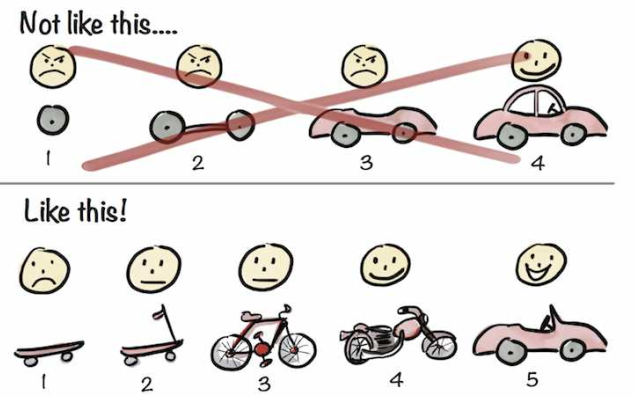 Not like this....
1 2 3 4
Like this!
1 2 3 4 5